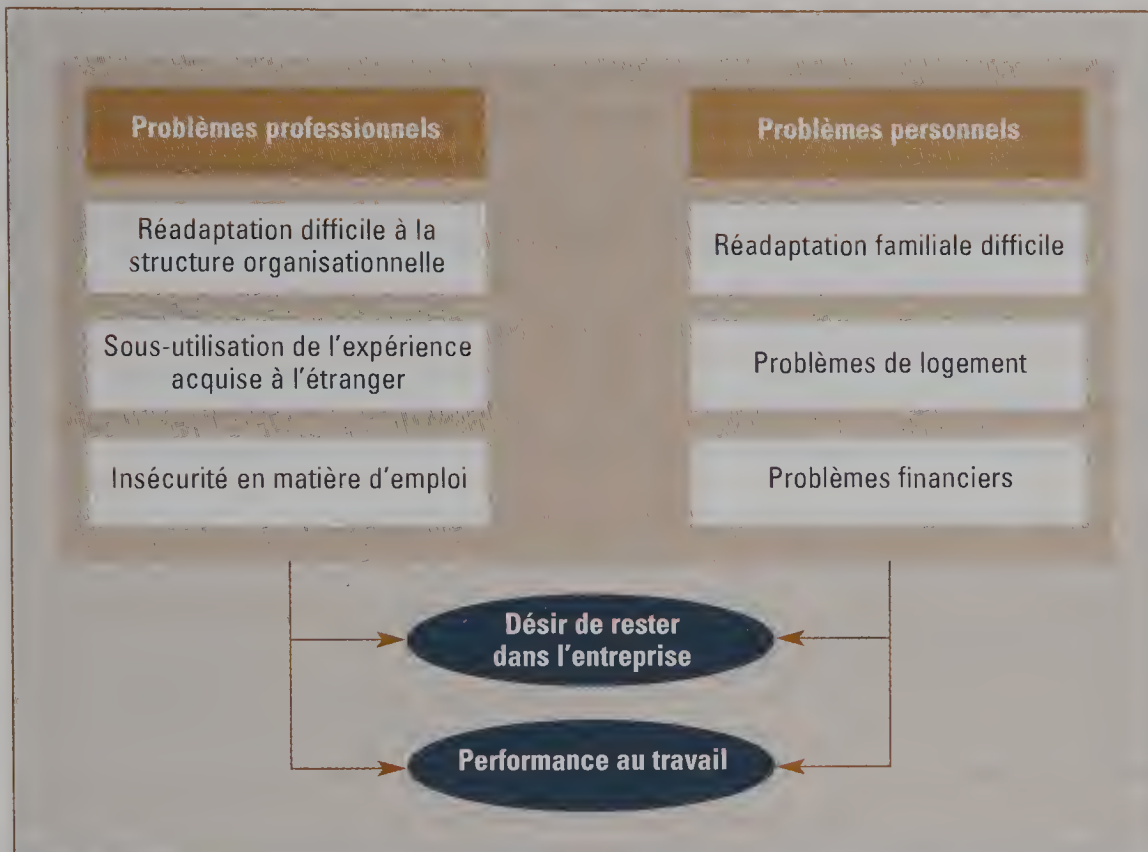 Problèmes professionnels
Réadaptation difficile à la
structure organisationnelle
Sous-utilisation de l'expérience
acquise à l'étranger
Insécurité en matière d'emploi
Problèmes personnels
Réadaptation familiale difficile
Problèmes de logement
Problèmes financiers
Désir de rester
dans l'entreprise
Performance au travail